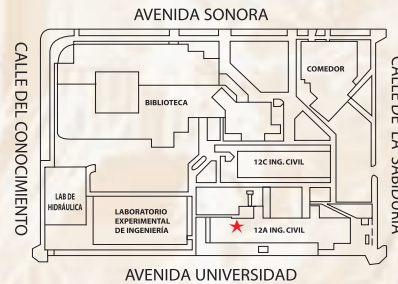 AVENIDA SONORA
CALLE DEL CONOCIMIENTO
CALLE DE LA SABIDURÍA
COMEDOR
BIBLIOTECA
12C ING. CIVIL
LAB DE
HIDRÁULICA
LABORATORIO
EXPERIMENTAL
DE INGENIERÍA
12A ING. CIVIL
AVENIDA UNIVERSIDAD